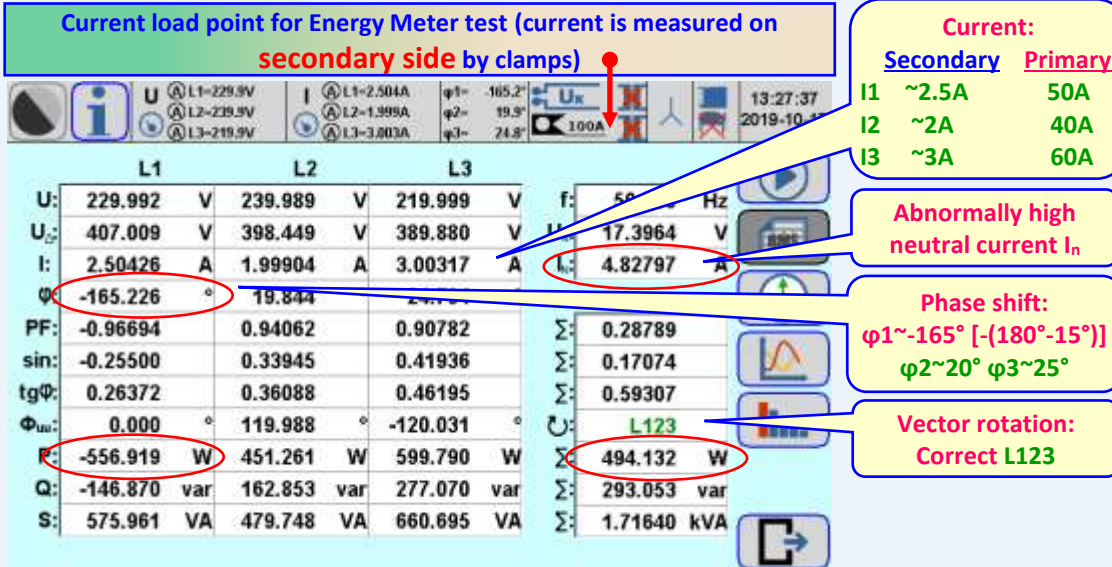 Current load point for Energy Meter test (current is measured on
secondary side by clamps)
Current:
Secondary Primary
I1 ~2.5A 50A
I2 ~2A 40A
I3 ~3A 60A
U L1=229.9V I L1=2.504A φ1= -165.2° UR 13:27:37
L2=239.9V L2=1.999A φ2= 19.9° 100A
L3=219.9V L3=3.003A φ3= 24.8°
L1 L2 L3
U: 229.992 V 239.989 V 219.999 V f: Hz
U 407.009 V 398.449 V 389.880 V 17.3964 V
I: 2.50426 A 1.99904 A 3.00317 A 4.82797 A
Abnormally high
neutral current In
φ: -165.226 ° 19.844
PF: -0.96694 0.94062 0.90782 Σ: 0.28789
sin: -0.25500 0.33945 0.41936 Σ: 0.17074
tgφ: 0.26372 0.36088 0.46195 Σ: 0.59307
Φuu: 0.000 ° 119.988 ° -120.031 ° L123
P: -556.919 W 451.261 W 599.790 W Σ: 494.132 W
Q: -146.870 var 162.853 var 277.070 var Σ: 293.053 var
S: 575.961 VA 479.748 VA 660.695 VA Σ: 1.71640 kVA
Phase shift:
φ1~-165° [-(180°-15°)]
φ2~20° φ3~25°
Vector rotation:
Correct L123